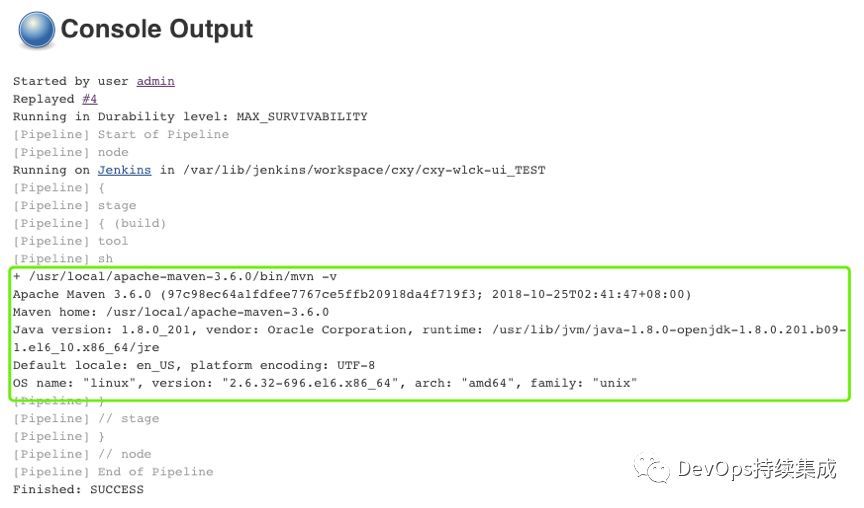 Console Output
Started by user admin
Replayed #4
Running in Durability level: MAX_SURVIVABILITY
[Pipeline] Start of Pipeline
[Pipeline] node
Running on Jenkins in /var/lib/jenkins/workspace/cxy/cxy-wlck-ui_TEST
[Pipeline] {
[Pipeline] stage
[Pipeline] { (build)
[Pipeline] tool
[Pipeline] sh
+ /usr/local/apache-maven-3.6.0/bin/mvn -v
Apache Maven 3.6.0 (97c98ec64a1fdfee7767ce5ffb20918da4f719f3; 2018-10-25T02:41:47+08:00)
Maven home: /usr/local/apache-maven-3.6.0
Java version: 1.8.0_201, vendor: Oracle Corporation, runtime: /usr/lib/jvm/java-1.8.0-openjdk-1.8.0.201.b09-
1.el6_10.x86_64/jre
Default locale: en_US, platform encoding: UTF-8
OS name: "linux", version: "2.6.32-696.el6.x86_64", arch: "amd64", family: "unix"
[Pipeline] }
[Pipeline] // stage
[Pipeline] }
[Pipeline] // node
[Pipeline] End of Pipeline
Finished: SUCCESS
DevOps持续集成